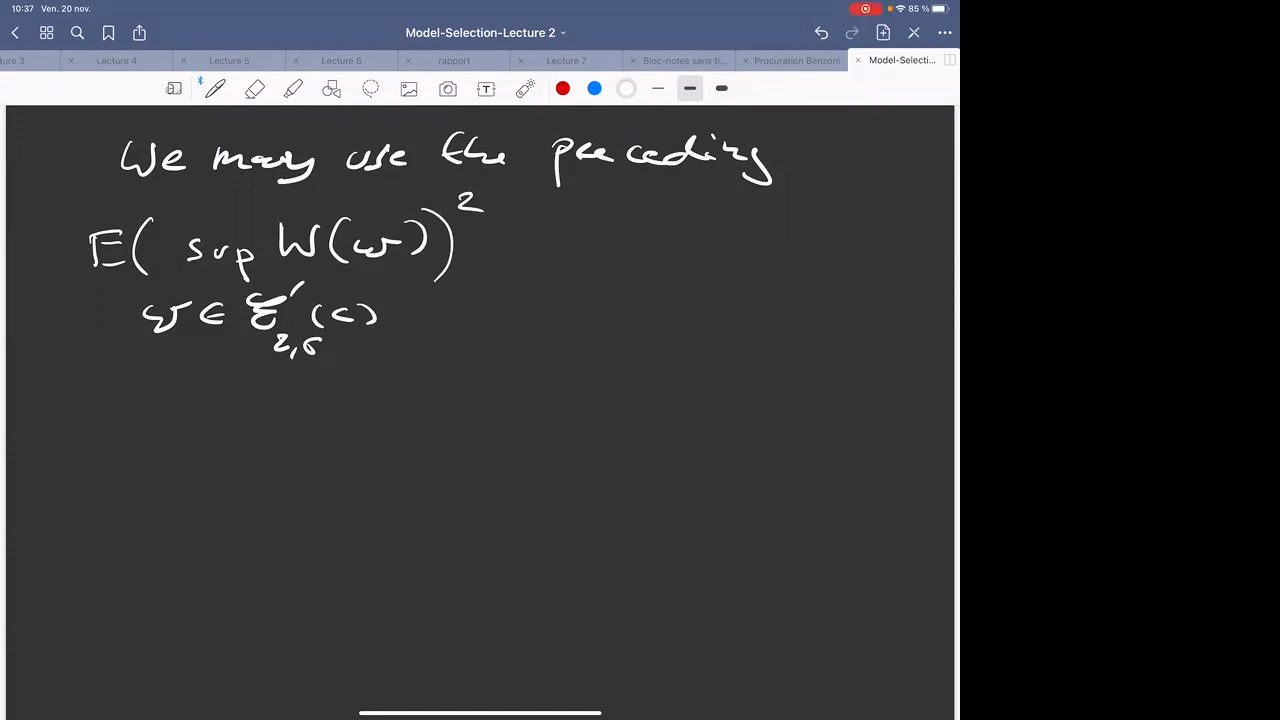 10:37 Ven. 20 nov. 85 %
Model-Selection-Lecture 2
ture 3 Lecture 4 Lecture 5 Lecture 6 rapport Lecture 7 Bloc-notes sans ti... Procuration Benzoni Model-Selecti...
We may use the preceding
E( sup W(w))²
w ∈ ℰ'₂,δ (c)